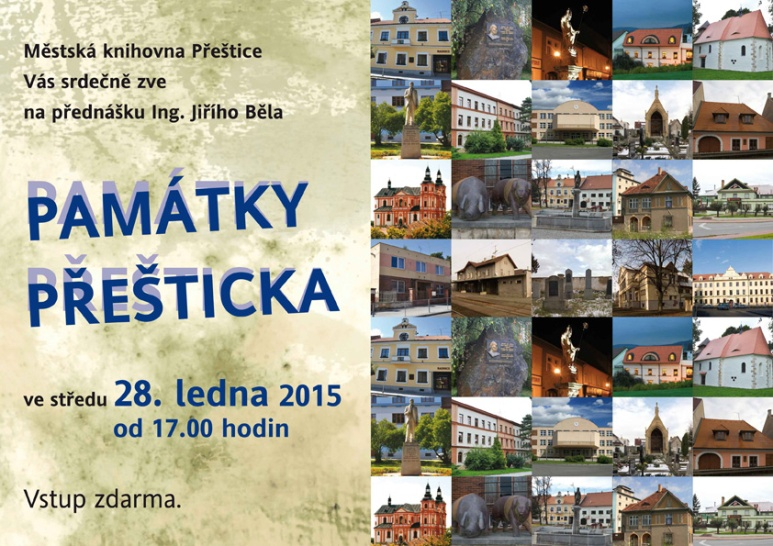 Městská knihovna Přeštice
Vás srdečně zve
na přednášku Ing. Jiřího Běla
PAMÁTKY
PŘEŠTICKA
ve středu 28. ledna 2015
od 17.00 hodin
Vstup zdarma.